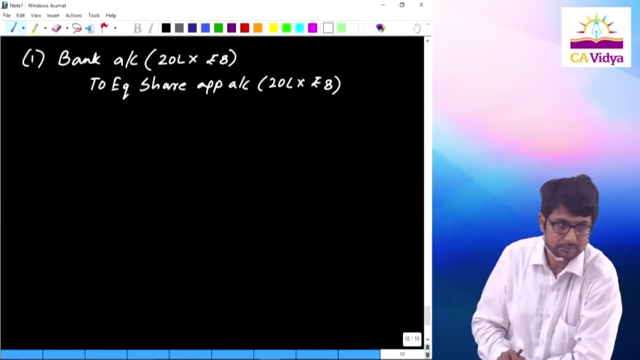 Note1 - Windows Journal
File Edit View Insert Actions Tools Help
(1) Bank a/c (20L × ₹8)
To Eq Share app a/c (20L × ₹8)
CA Vidya
10 / 10
10